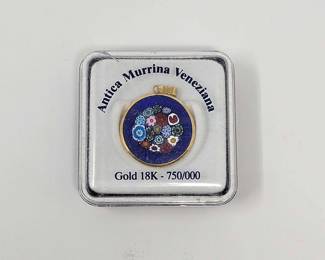 Antica Murrina Veneziana
Gold 18K - 750/000